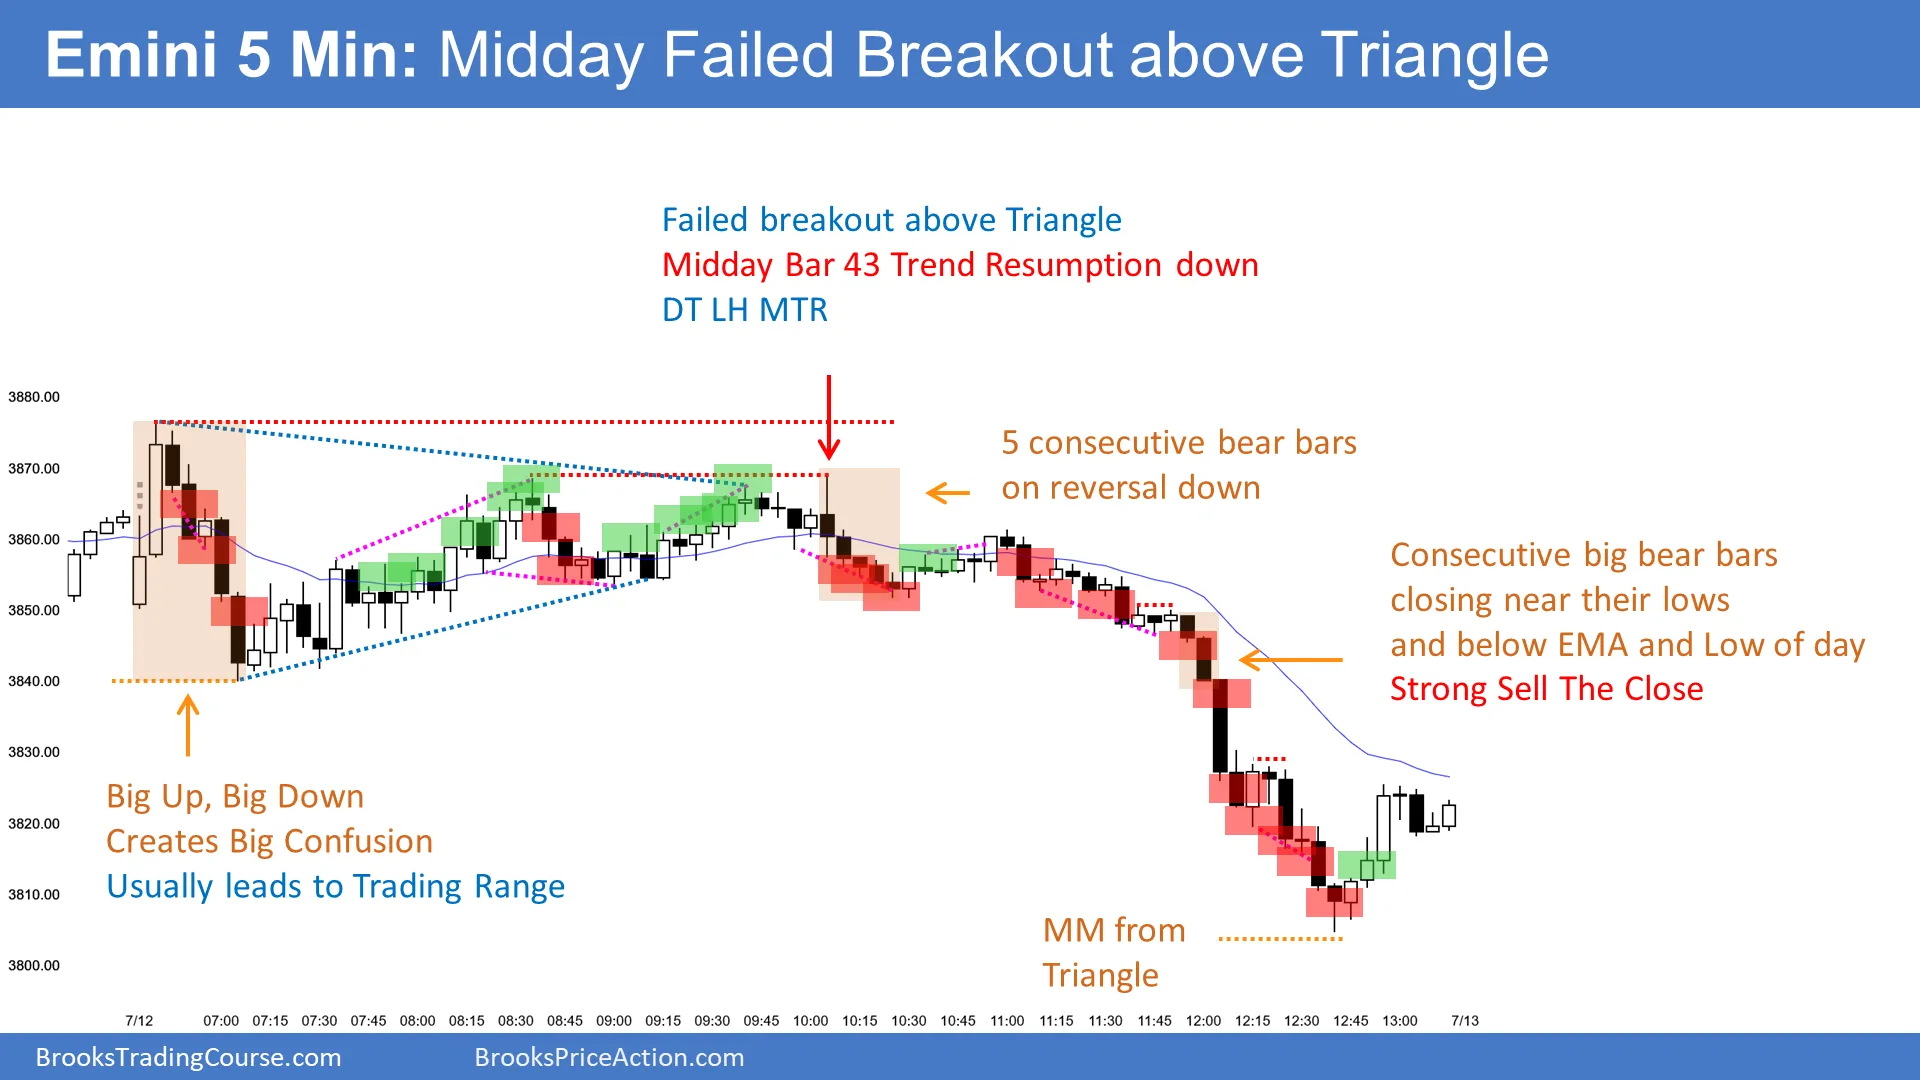 Emini 5 Min: Midday Failed Breakout above Triangle
Failed breakout above Triangle
Midday Bar 43 Trend Resumption down
DT LH MTR
5 consecutive bear bars
on reversal down
Consecutive big bear bars
closing near their lows
and below EMA and Low of day
Strong Sell The Close
Big Up, Big Down
Creates Big Confusion
Usually leads to Trading Range
MM from
Triangle
3880.00
3870.00
3860.00
3850.00
3840.00
3830.00
3820.00
3810.00
3800.00
7/12 07:00 07:15 07:30 07:45 08:00 08:15 08:30 08:45 09:00 09:15 09:30 09:45 10:00 10:15 10:30 10:45 11:00 11:15 11:30 11:45 12:00 12:15 12:30 12:45 13:00 7/13
BrooksTradingCourse.com BrooksPriceAction.com